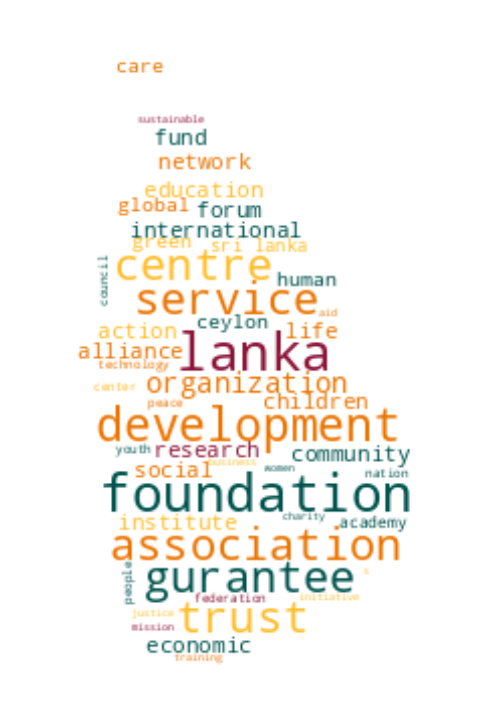 care
sustainable
fund
network
education
global forum
international
green sri lanka
centre
council
human
service
aid
ceylon
action life
lanka
alliance
technology
organization
center
children
peace
development
youth research community
business
social women nation
foundation
charity
institute academy
association
gurantee
people
s
federation initiative
trust
justice
mission
economic
training